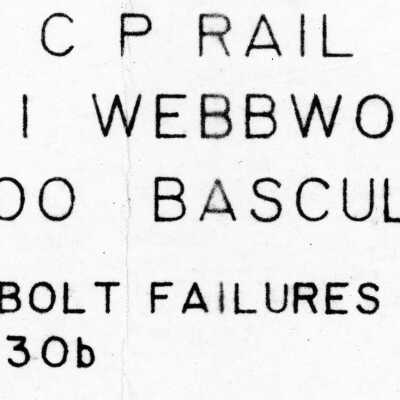 C P RAIL
I WEBBWO
OO BASCUL
BOLT FAILURES
30b